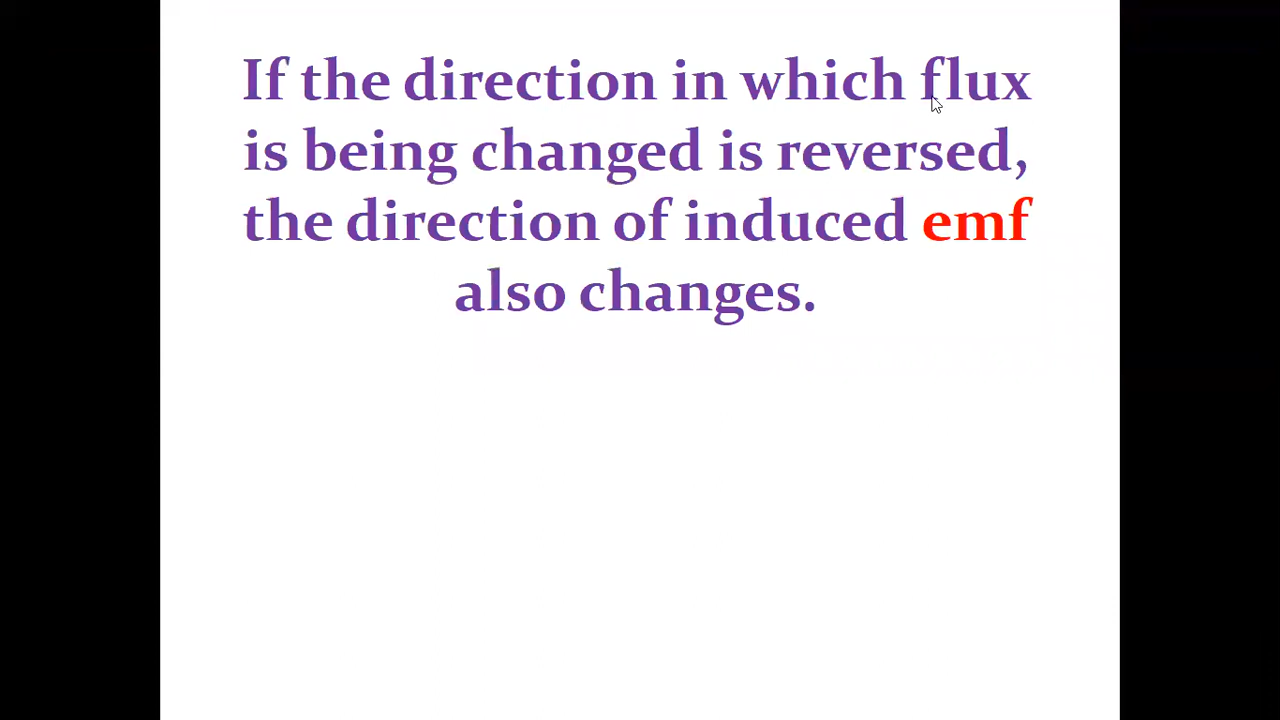 If the direction in which flux
is being changed is reversed,
the direction of induced emf
also changes.